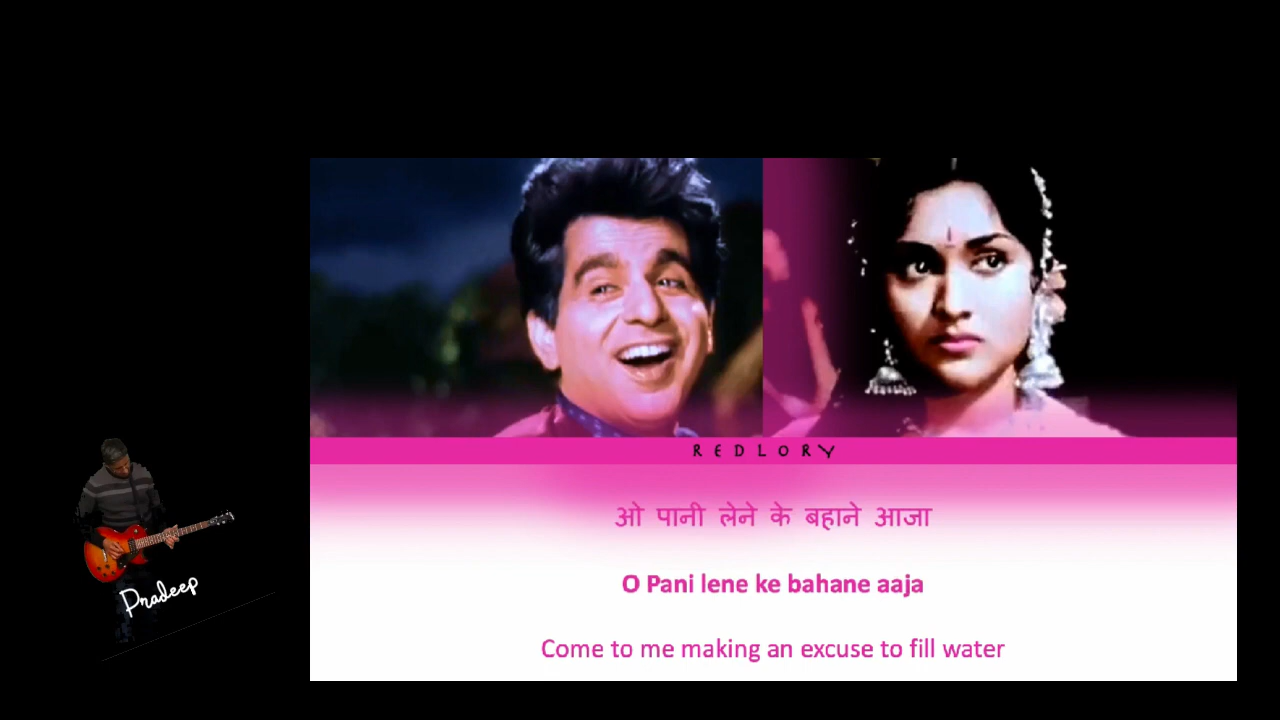 REDLORY
ओ पानी लेने के बहाने आजा
O Pani lene ke bahane aaja
Come to me making an excuse to fill water
Pradeep